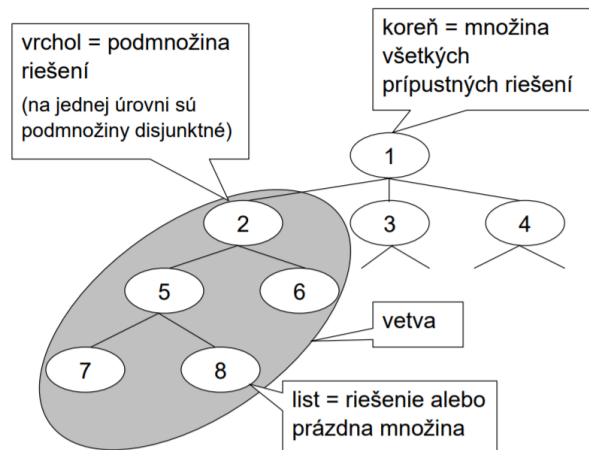 vrchol = podmnožina
riešení
(na jednej úrovni sú
podmnožiny disjunktné)
koreň = množina
všetkých
prípustných riešení
1
2
3
4
5
6
vetva
7
8
list = riešenie alebo
prázdna množina